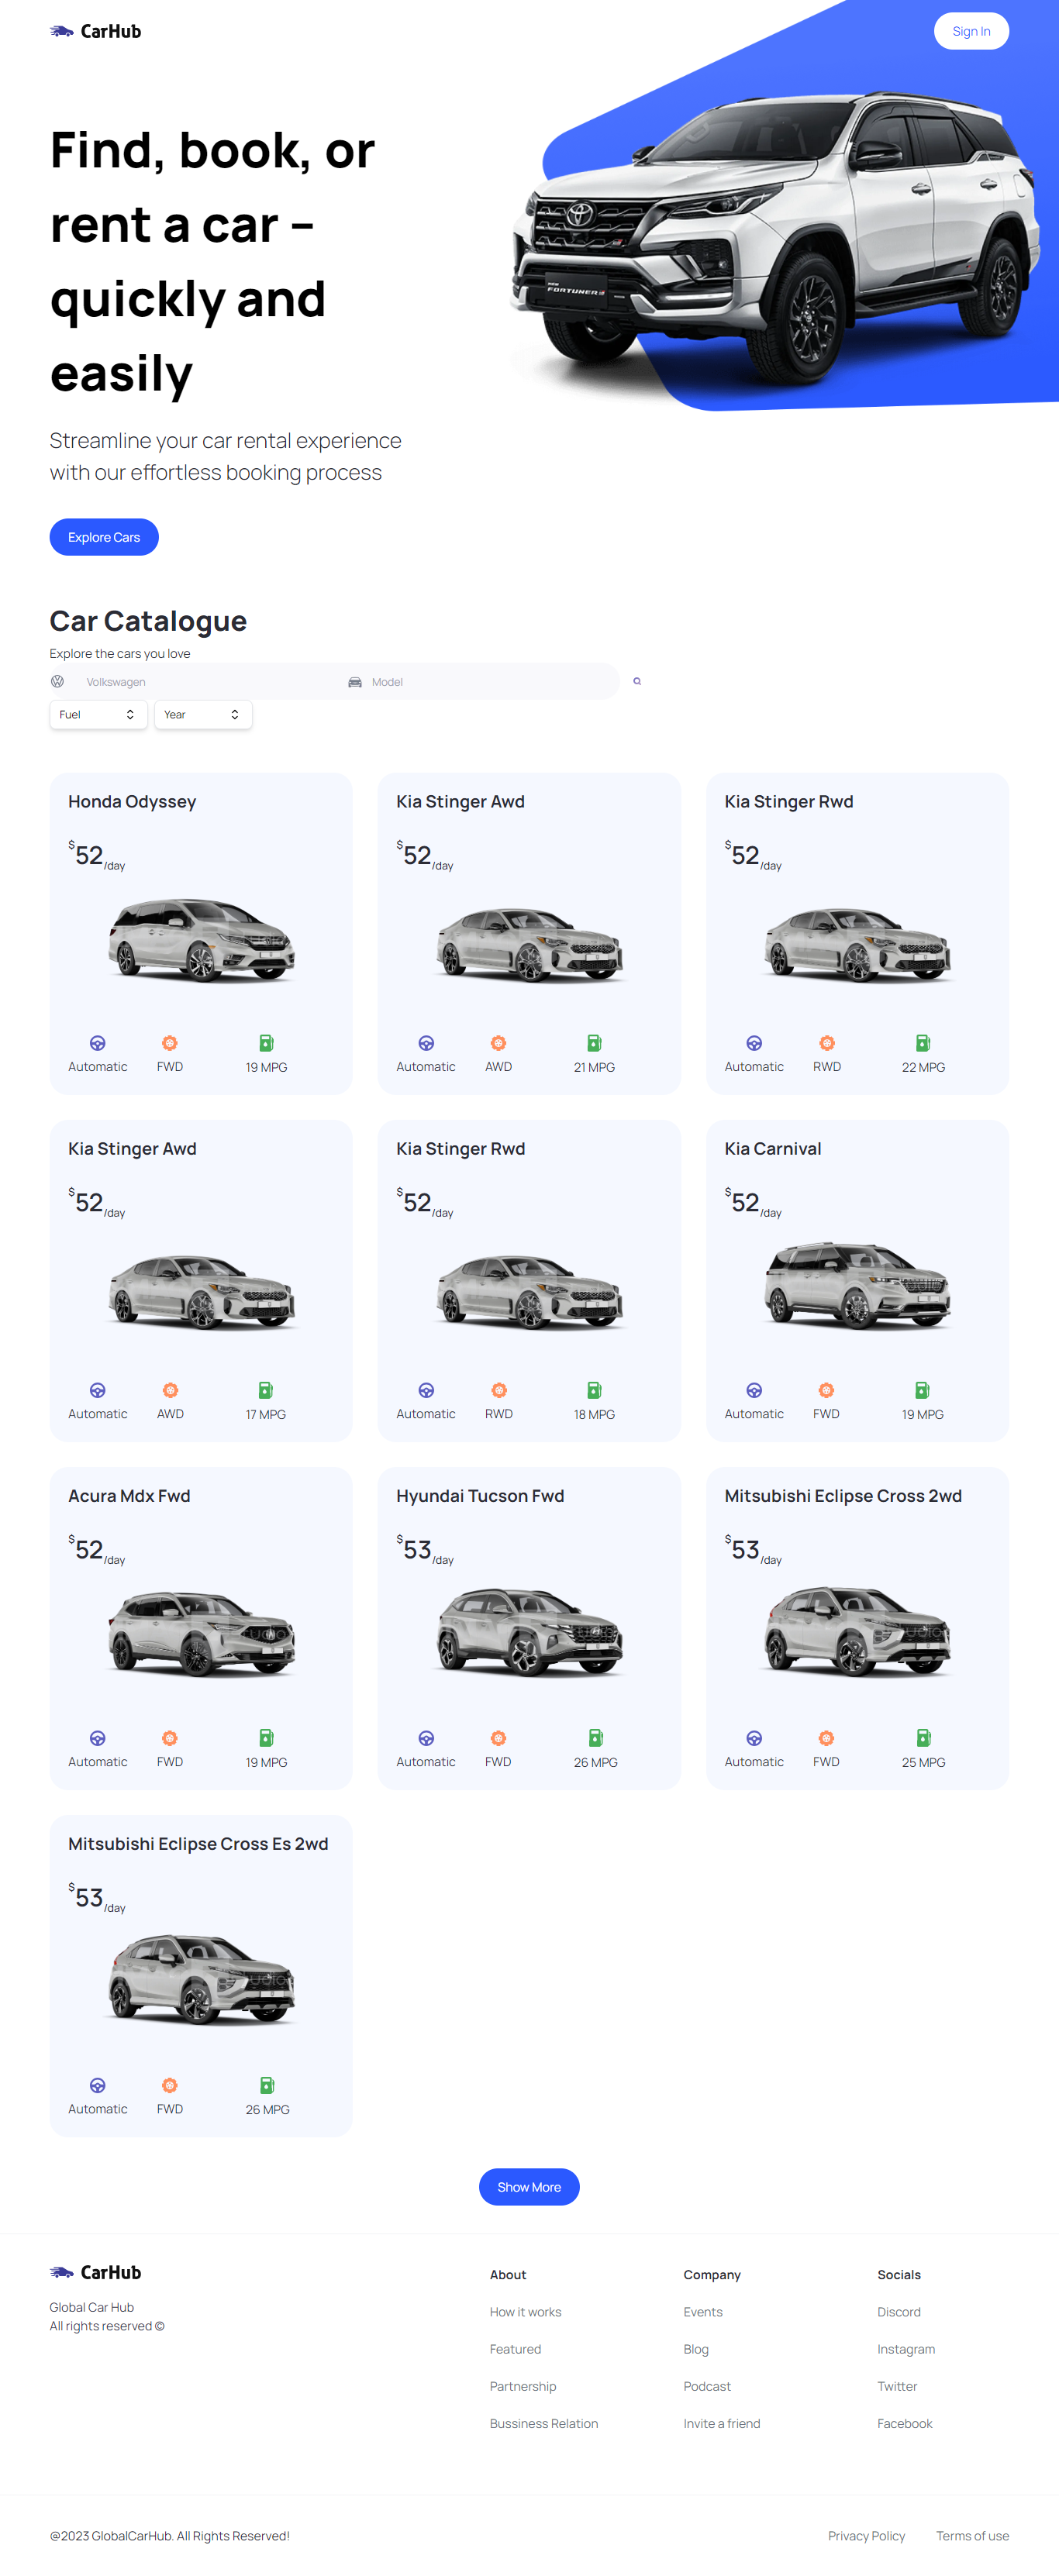 CarHub
Sign In
Find, book, or
rent a car –
quickly and
easily
FORTUNER
Streamline your car rental experience
with our effortless booking process
Explore Cars
Car Catalogue
Explore the cars you love
Volkswagen
Model
Fuel
Year
Honda Odyssey
Kia Stinger Awd
Kia Stinger Rwd
$52/day
$52/day
$52/day
Automatic
FWD
19 MPG
Automatic
AWD
21 MPG
Automatic
RWD
22 MPG
Kia Stinger Awd
Kia Stinger Rwd
Kia Carnival
$52/day
$52/day
$52/day
Automatic
AWD
17 MPG
Automatic
RWD
18 MPG
Automatic
FWD
19 MPG
Acura Mdx Fwd
Hyundai Tucson Fwd
Mitsubishi Eclipse Cross 2wd
$52/day
$53/day
$53/day
Automatic
FWD
19 MPG
Automatic
FWD
26 MPG
Automatic
FWD
25 MPG
Mitsubishi Eclipse Cross Es 2wd
$53/day
Automatic
FWD
26 MPG
Show More
CarHub
Global Car Hub
All rights reserved ©
About
How it works
Featured
Partnership
Bussiness Relation
Company
Events
Blog
Podcast
Invite a friend
Socials
Discord
Instagram
Twitter
Facebook
@2023 GlobalCarHub. All Rights Reserved!
Privacy Policy
Terms of use